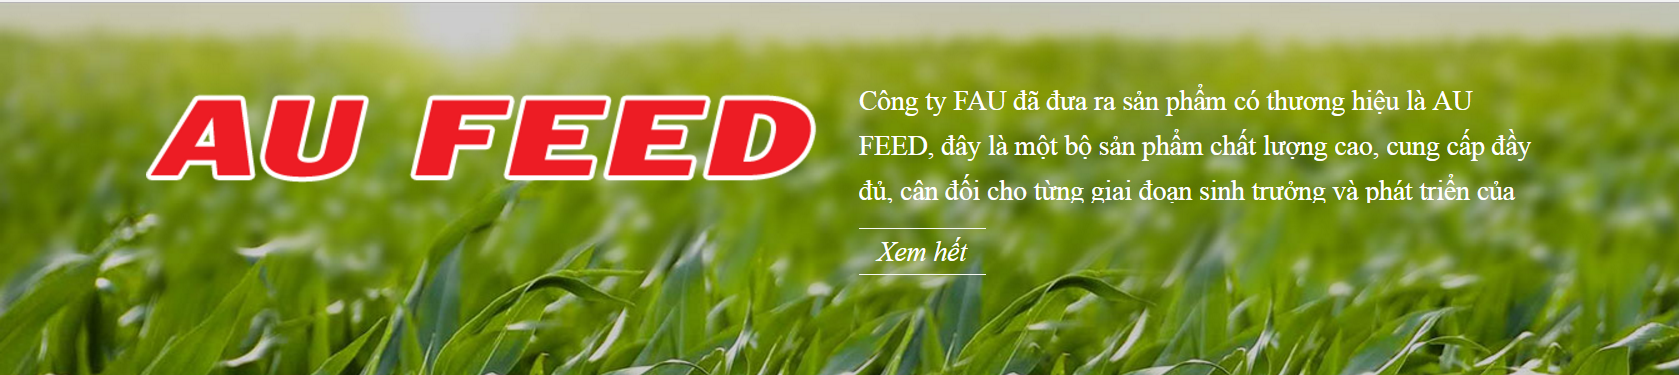 AU FEED
Công ty FAU đã đưa ra sản phẩm có thương hiệu là AU
FEED, đây là một bộ sản phẩm chất lượng cao, cung cấp đầy
đủ, cân đối cho từng giai đoạn sinh trưởng và phát triển của
Xem hết